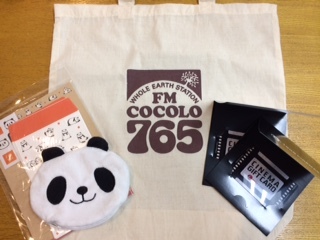 WHOLE EARTH STATION
FM
COCOLO
765
CINEMA
GIFT CARD